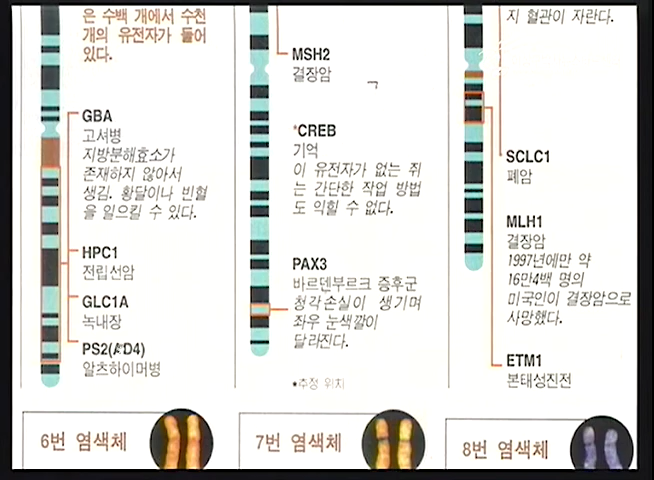 은 수백 개에서 수천
개의 유전자가 들어
있다.
GBA
고셔병
지방분해효소가
존재하지 않아서
생김. 황달이나 빈혈
을 일으킬 수 있다.
HPC1
전립선암
GLC1A
녹내장
PS2(AD4)
알츠하이머병
MSH2
결장암
*CREB
기억
이 유전자가 없는 쥐
는 간단한 작업 방법
도 익힐 수 없다.
PAX3
바르덴부르크 증후군
청각손실이 생기며
좌우 눈색깔이
달라진다.
*추정 위치
지 혈관이 자란다.
SCLC1
폐암
MLH1
결장암
1997년에만 약
16만4백 명의
미국인이 결장암으로
사망했다.
ETM1
본태성진전
6번 염색체
7번 염색체
8번 염색체